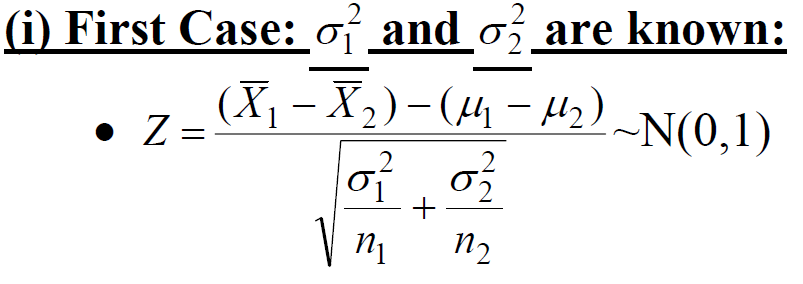 (i) First Case: σ₁² and σ₂² are known:
• Z = ((X̄₁ − X̄₂) − (μ₁ − μ₂)) / √(σ₁²/n₁ + σ₂²/n₂) ~N(0,1)